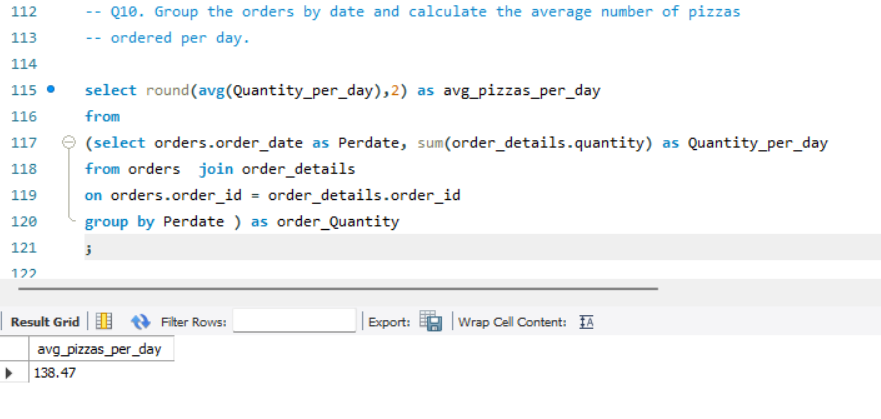 112 -- Q10. Group the orders by date and calculate the average number of pizzas
113 -- ordered per day.
114
115 select round(avg(Quantity_per_day),2) as avg_pizzas_per_day
116 from
117 (select orders.order_date as Perdate, sum(order_details.quantity) as Quantity_per_day
118 from orders  join order_details
119 on orders.order_id = order_details.order_id
120 group by Perdate ) as order_Quantity
121 ;
122
Result Grid Filter Rows: Export: Wrap Cell Content: IA
avg_pizzas_per_day
138.47